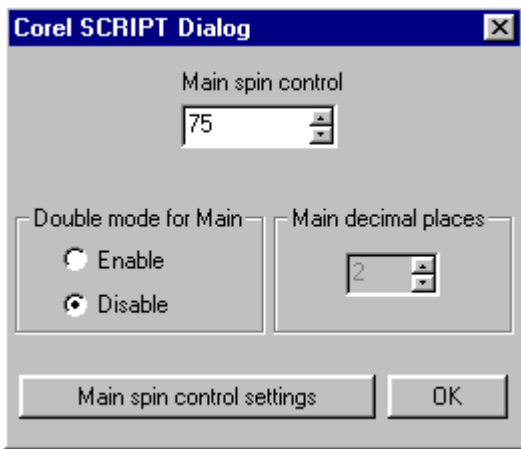 Corel SCRIPT Dialog
Main spin control
75
Double mode for Main
Main decimal places
Enable
2
Disable
Main spin control settings
OK